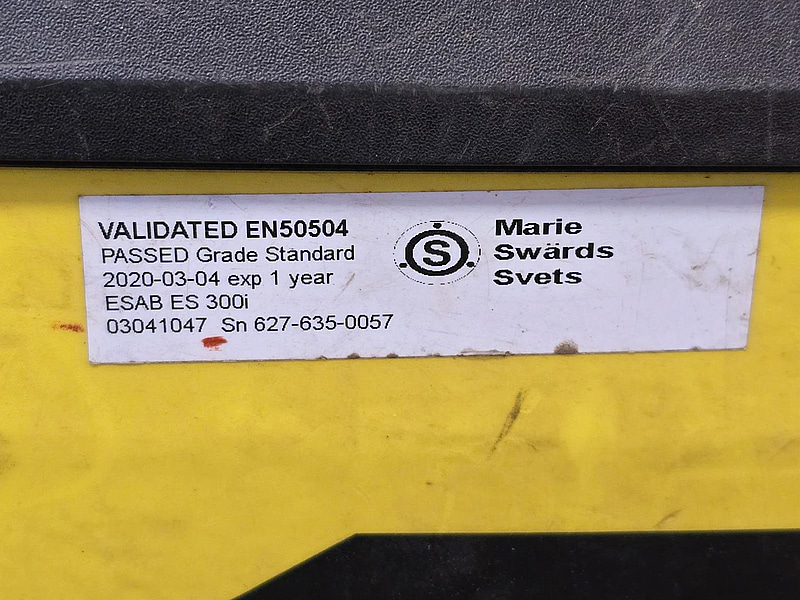 VALIDATED EN50504
PASSED Grade Standard
2020-03-04 exp 1 year
ESAB ES 300i
03041047 Sn 627-635-0057
S
Marie
Swärds
Svets